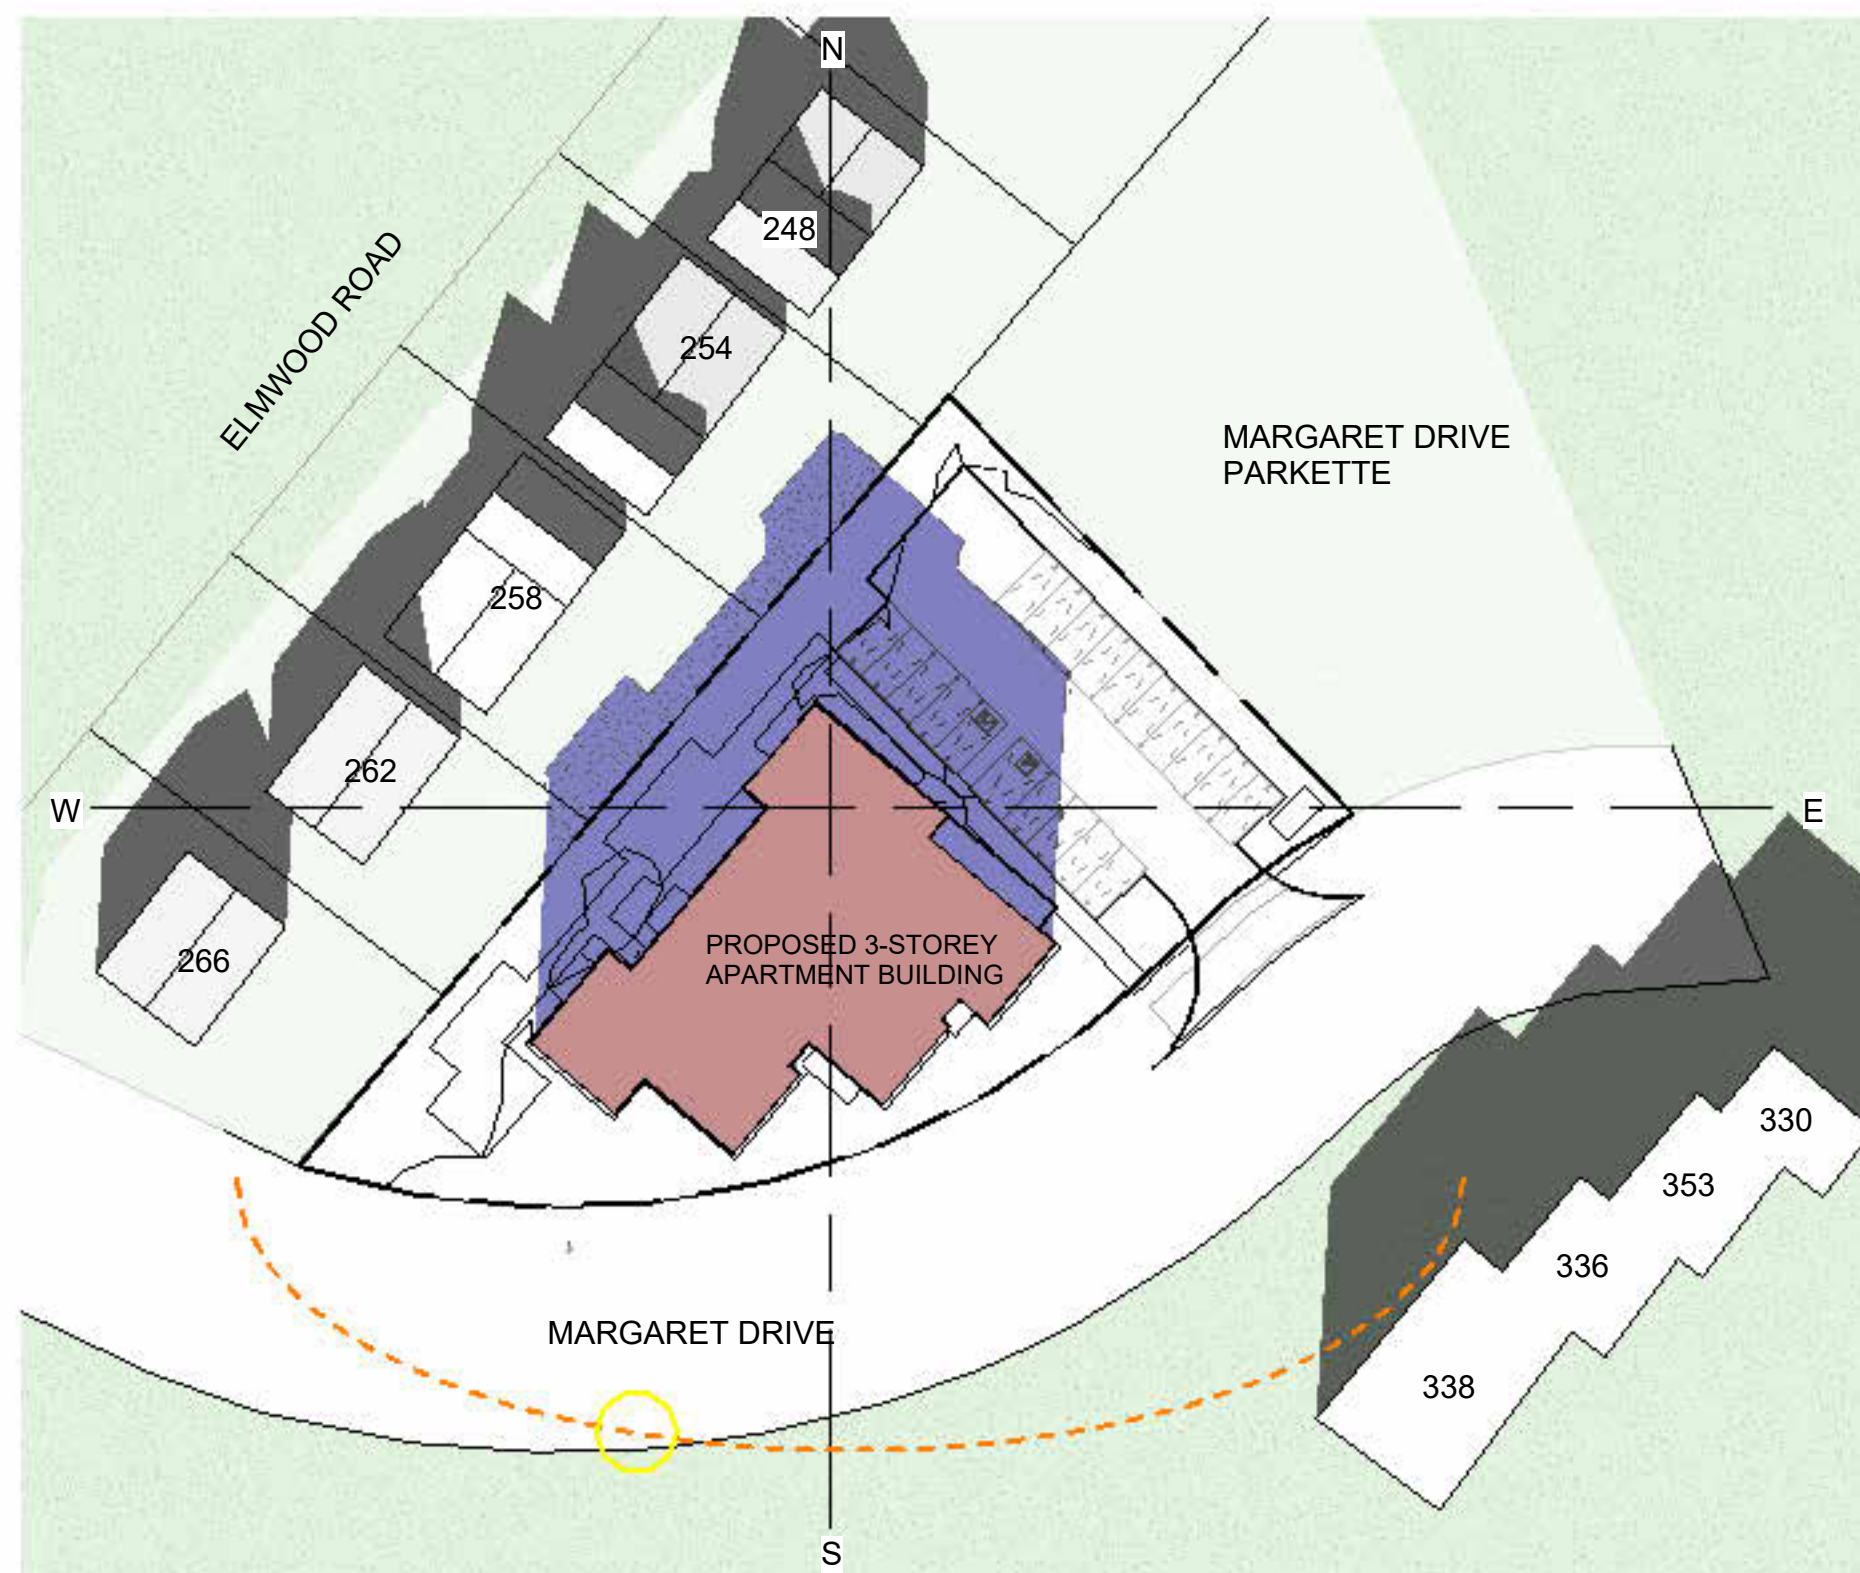 N
248
ELMWOOD ROAD
254
MARGARET DRIVE
PARKETTE
258
262
W
E
266
PROPOSED 3-STOREY
APARTMENT BUILDING
330
353
336
338
MARGARET DRIVE
S